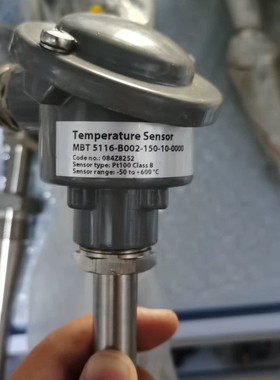 Temperature Sensor
MBT 5116-B002-150-10-0000
Code no.: 084Z8252
Sensor type: Pt100 Class B
Sensor range: -50 to +600 °C